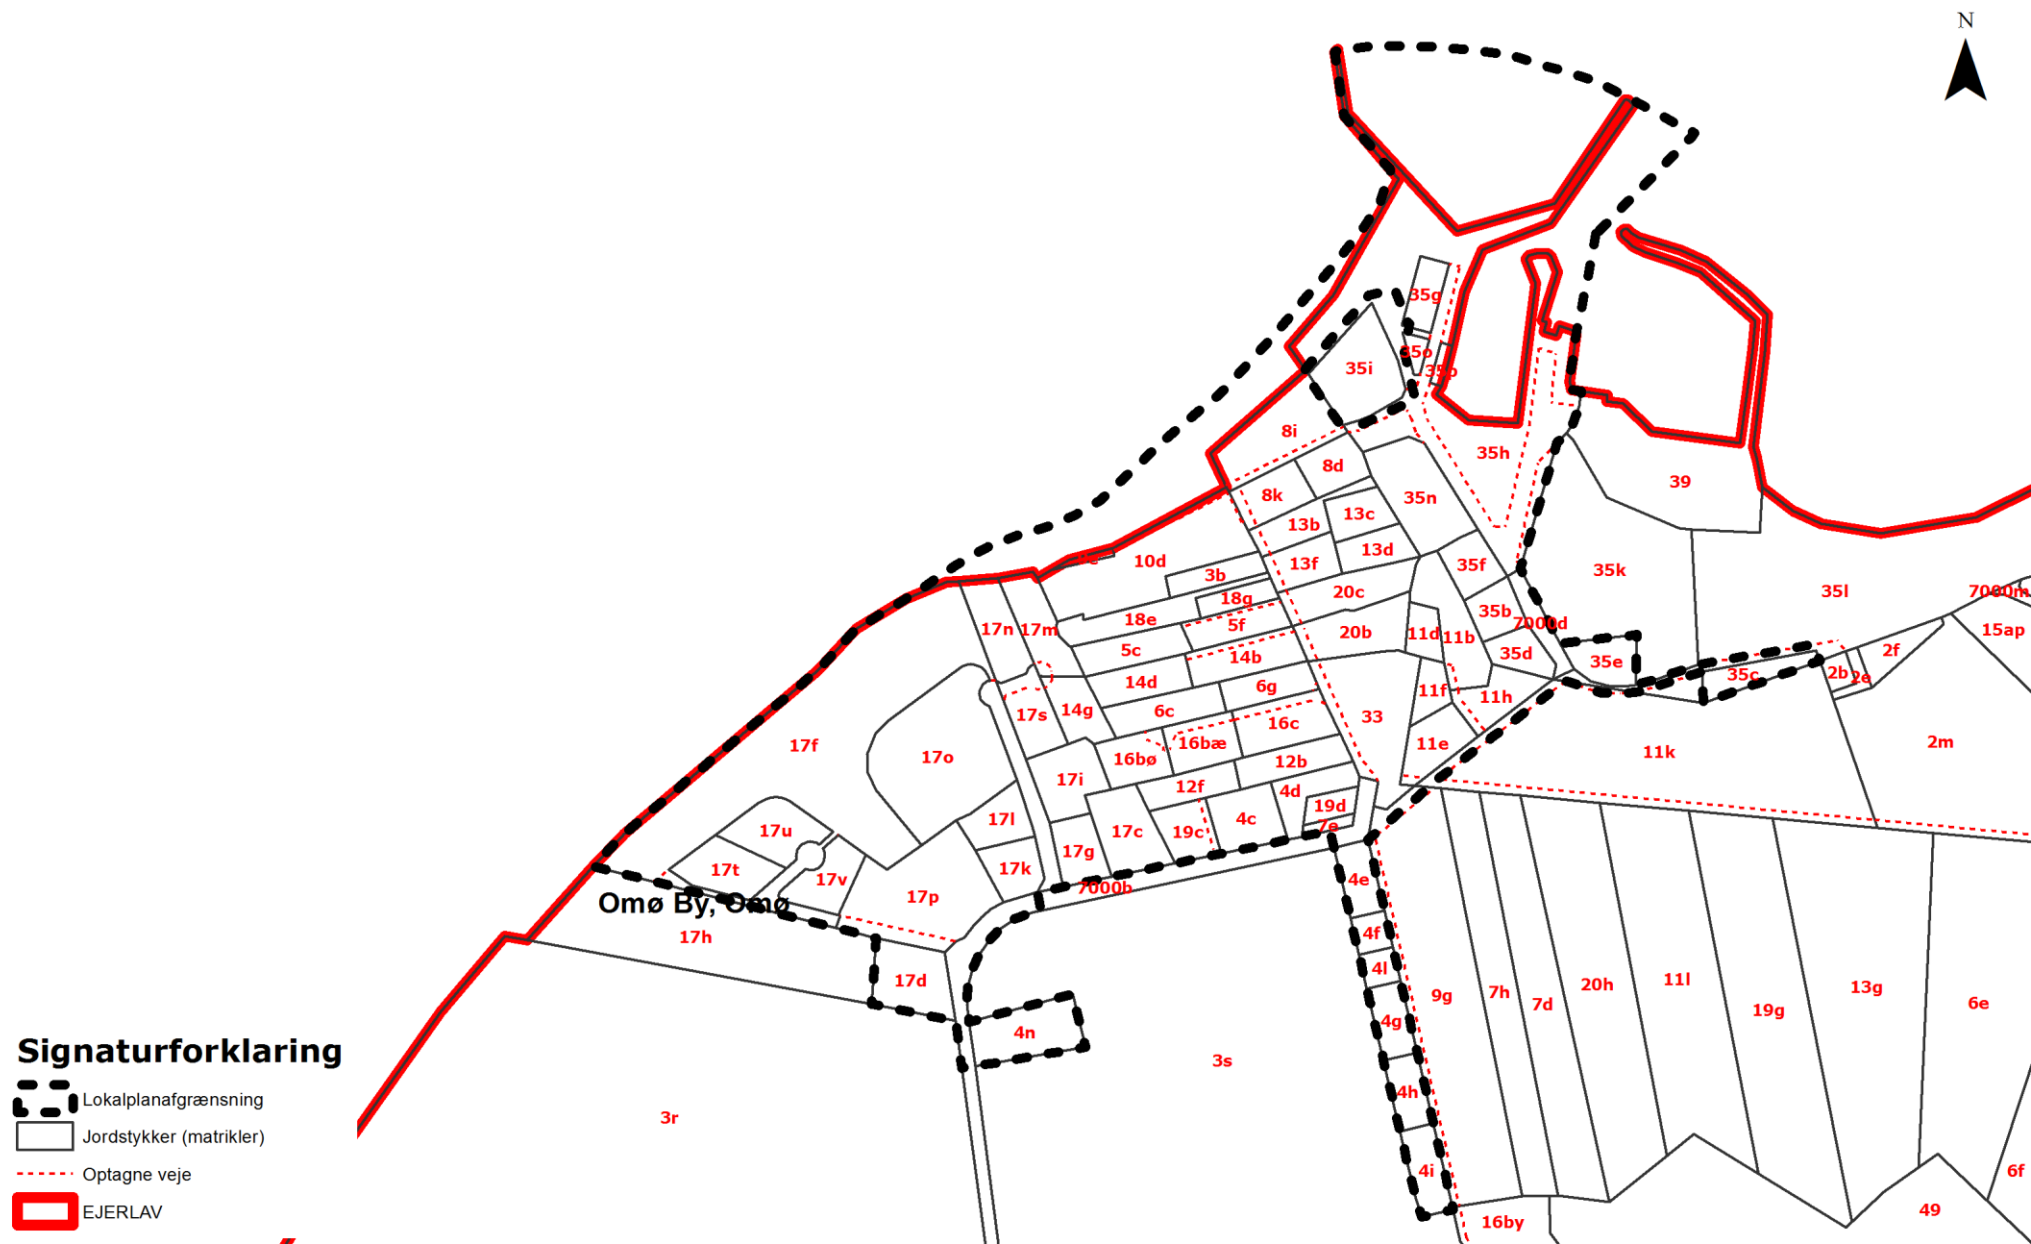 N
35g
35o
35p
35i
8i
35h
8d
39
8k
35n
13c
13b
13d
10d
13f
35f
35k
3b
20c
35l
7000m
18g
35b
18e
5f
7000d
17n
17m
20b
11d
11b
15ap
5c
14b
35d
35e
2f
14d
6g
11f
35c
2b
2e
11h
17s
14g
6c
33
16c
17f
16bæ
11e
2m
17o
16bø
11k
12b
17i
12f
4d
19d
17l
4c
7e
17u
17c
19c
17g
17t
17v
17k
4e
7000b
17p
Omø By, Omø
17h
4f
4l
17d
9g
7h
20h
11l
13g
7d
6e
19g
4g
4n
3s
4h
3r
4i
6f
49
16by
Signaturforklaring
Lokalplanafgrænsning
Jordstykker (matrikler)
Optagne veje
EJERLAV